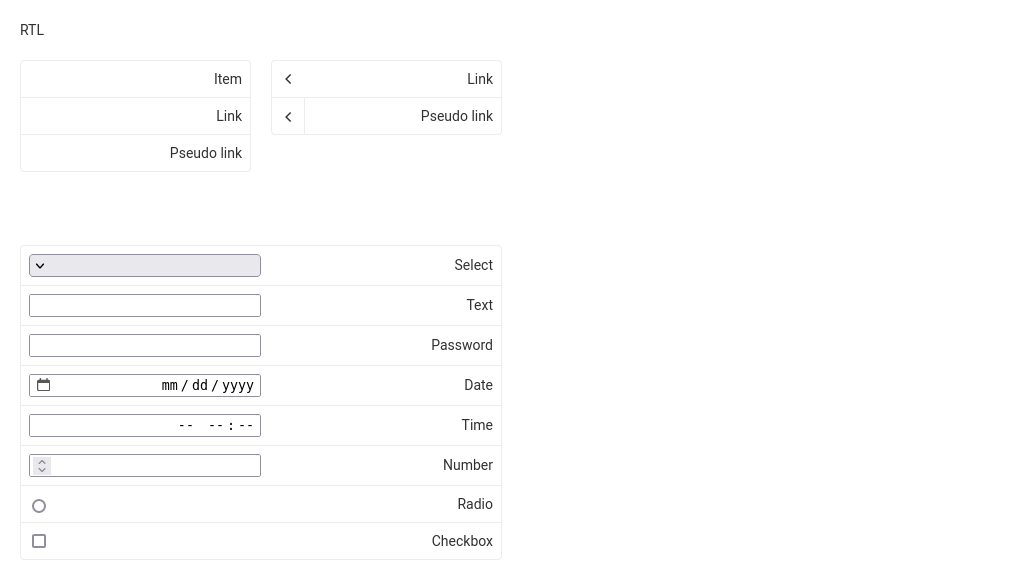 RTL
Item
Link
Pseudo link
Link
Pseudo link
Select
Text
Password
mm/dd/yyyy Date
-- --:-- Time
Number
Radio
Checkbox